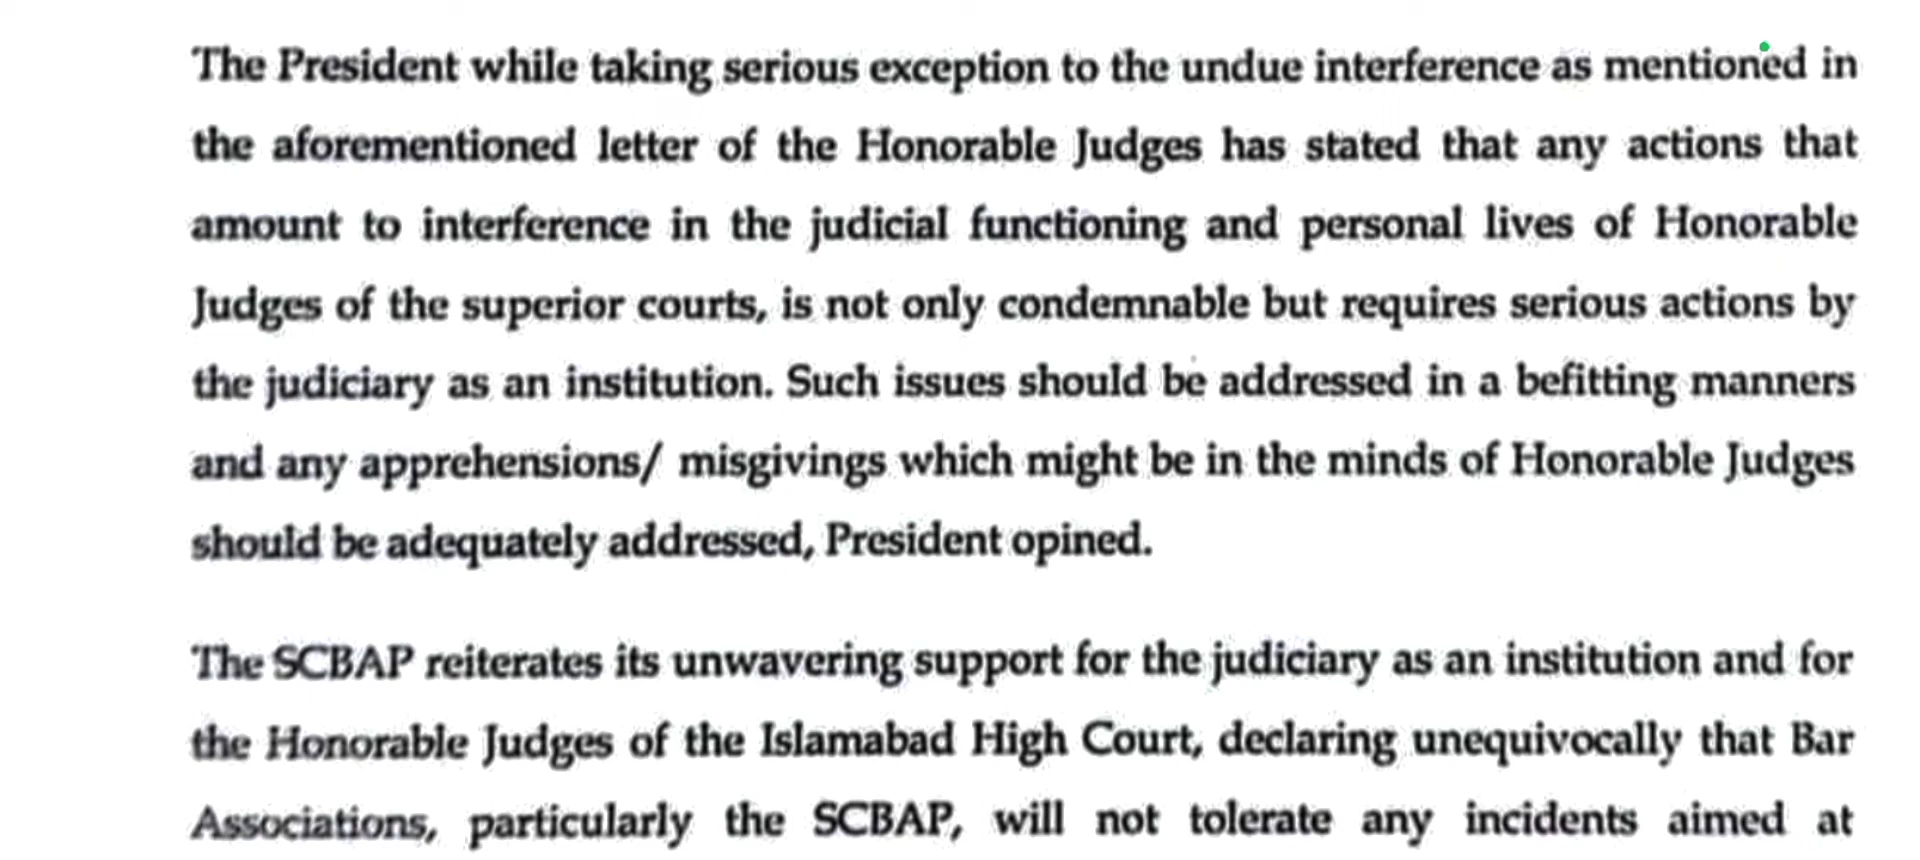 The President while taking serious exception to the undue interference as mentioned in
the aforementioned letter of the Honorable Judges has stated that any actions that
amount to interference in the judicial functioning and personal lives of Honorable
Judges of the superior courts, is not only condemnable but requires serious actions by
the judiciary as an institution. Such issues should be addressed in a befitting manners
and any apprehensions/ misgivings which might be in the minds of Honorable Judges
should be adequately addressed, President opined.
The SCBAP reiterates its unwavering support for the judiciary as an institution and for
the Honorable Judges of the Islamabad High Court, declaring unequivocally that Bar
Associations, particularly the SCBAP, will not tolerate any incidents aimed at